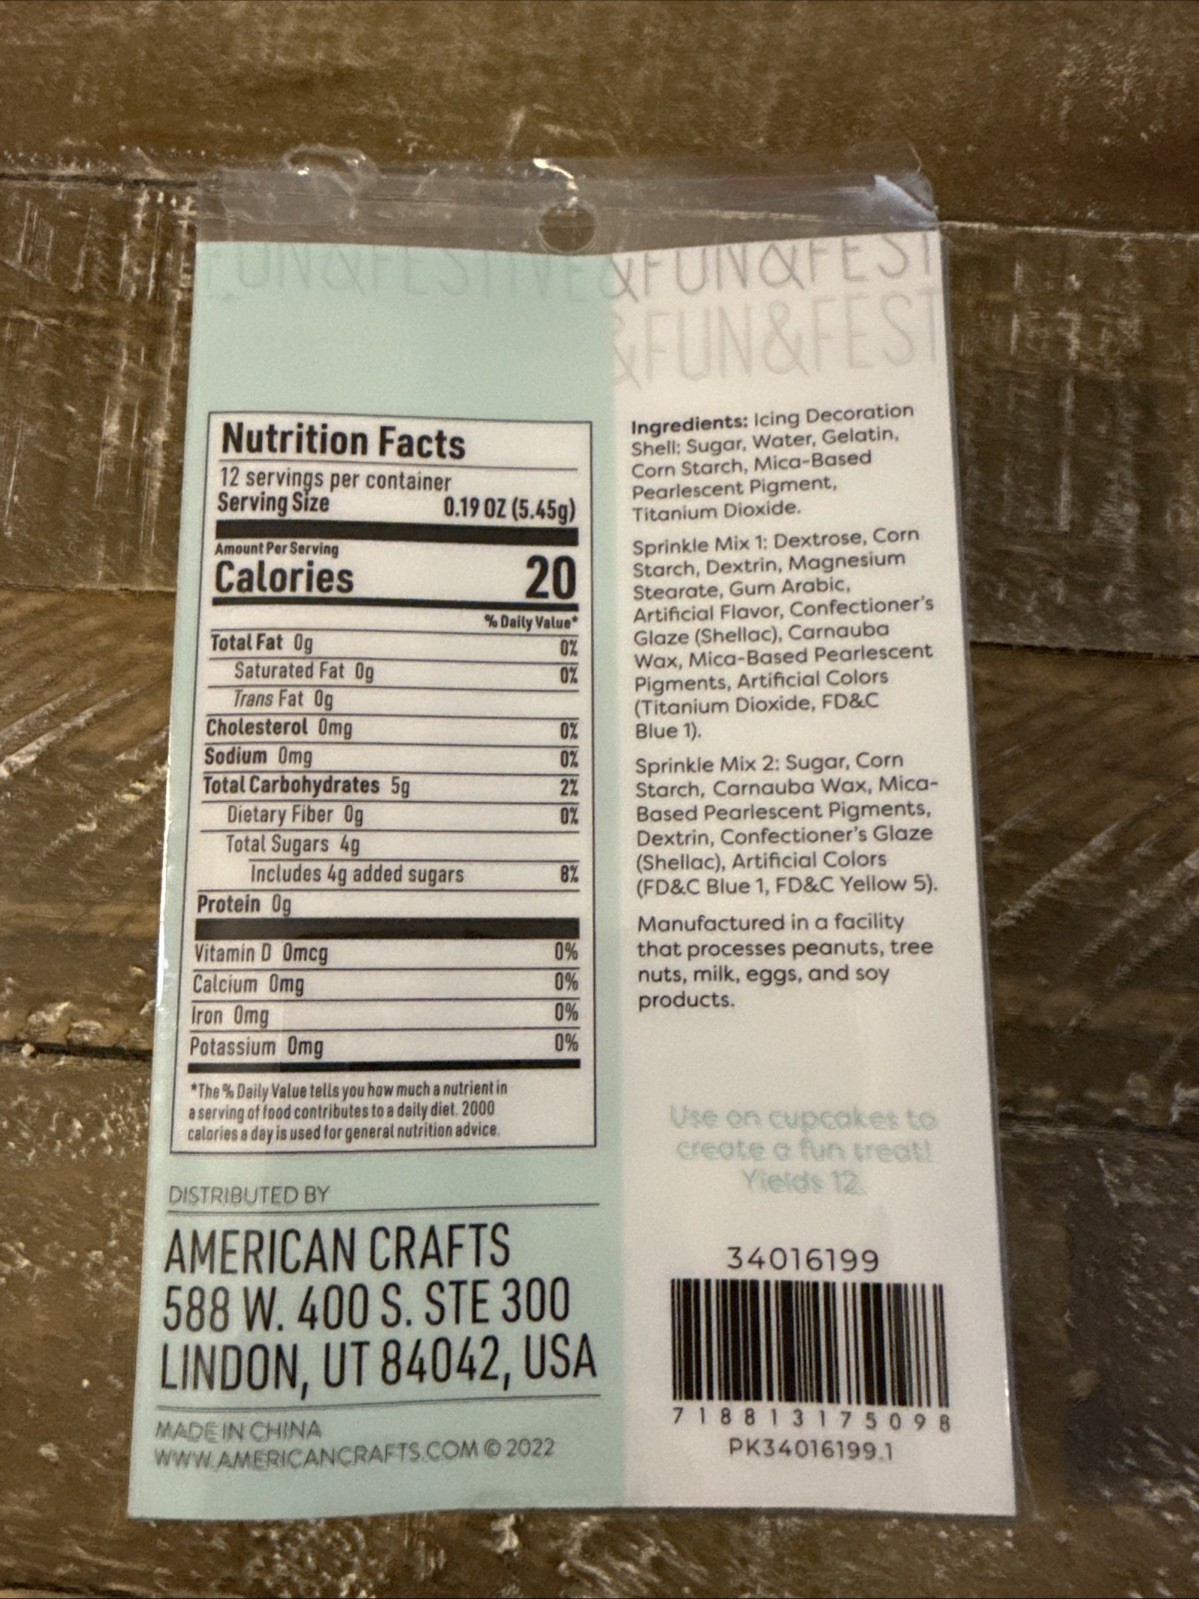 FUN&FESTIVE&FUN&FEST
&FUN&FEST
Nutrition Facts
12 servings per container
Serving Size 0.19 OZ (5.45g)
Amount Per Serving
Calories 20
% Daily Value*
Total Fat 0g 0%
Saturated Fat 0g 0%
Trans Fat 0g
Cholesterol 0mg 0%
Sodium 0mg 0%
Total Carbohydrates 5g 2%
Dietary Fiber 0g 0%
Total Sugars 4g
Includes 4g added sugars 8%
Protein 0g
Vitamin D 0mcg 0%
Calcium 0mg 0%
Iron 0mg 0%
Potassium 0mg 0%
*The % Daily Value tells you how much a nutrient in
a serving of food contributes to a daily diet. 2000
calories a day is used for general nutrition advice.
DISTRIBUTED BY
AMERICAN CRAFTS
588 W. 400 S. STE 300
LINDON, UT 84042, USA
MADE IN CHINA
WWW.AMERICANCRAFTS.COM © 2022
Ingredients: Icing Decoration
Shell: Sugar, Water, Gelatin,
Corn Starch, Mica-Based
Pearlescent Pigment,
Titanium Dioxide.
Sprinkle Mix 1: Dextrose, Corn
Starch, Dextrin, Magnesium
Stearate, Gum Arabic,
Artificial Flavor, Confectioner's
Glaze (Shellac), Carnauba
Wax, Mica-Based Pearlescent
Pigments, Artificial Colors
(Titanium Dioxide, FD&C
Blue 1).
Sprinkle Mix 2: Sugar, Corn
Starch, Carnauba Wax, Mica-
Based Pearlescent Pigments,
Dextrin, Confectioner's Glaze
(Shellac), Artificial Colors
(FD&C Blue 1, FD&C Yellow 5).
Manufactured in a facility
that processes peanuts, tree
nuts, milk, eggs, and soy
products.
Use on cupcakes to
create a fun treat!
Yields 12.
34016199
7 18813 17509 8
PK34016199.1